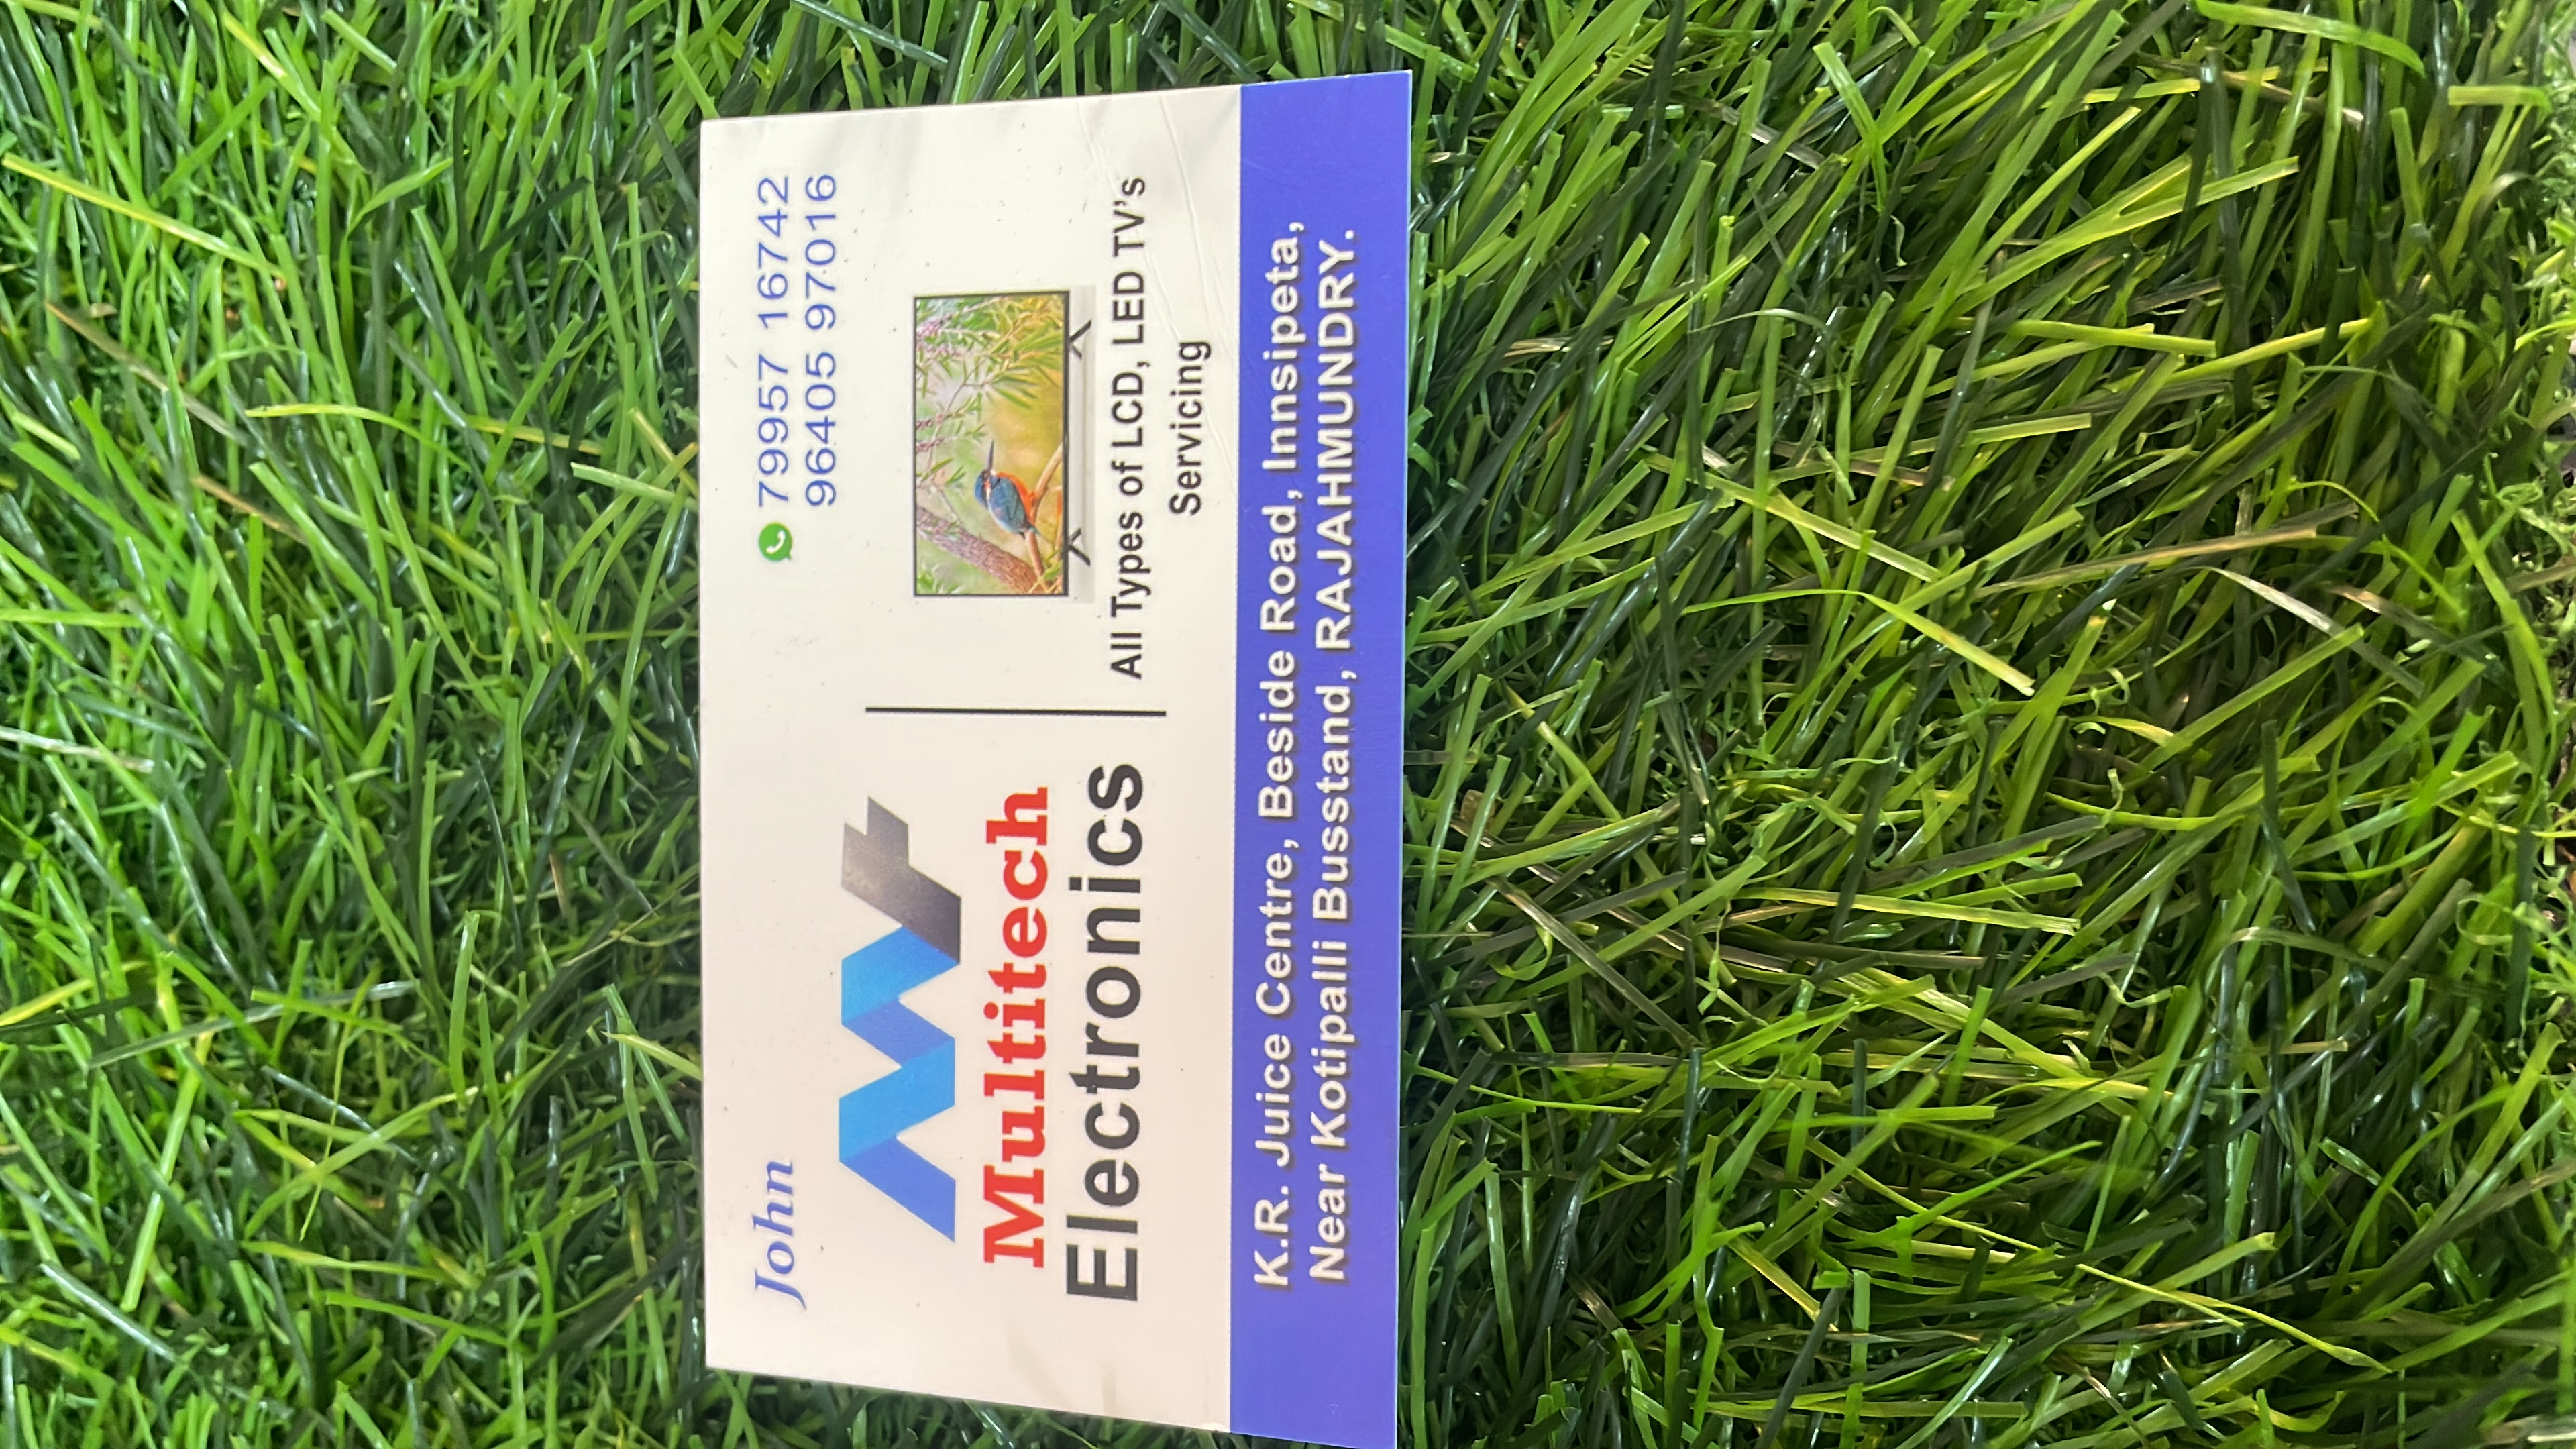 John
79957 16742
96405 97016
Multitech
Electronics
All Types of LCD, LED TV's
Servicing
K.R. Juice Centre, Beside Road, Innsipeta,
Near Kotipalli Busstand, RAJAHMUNDRY.